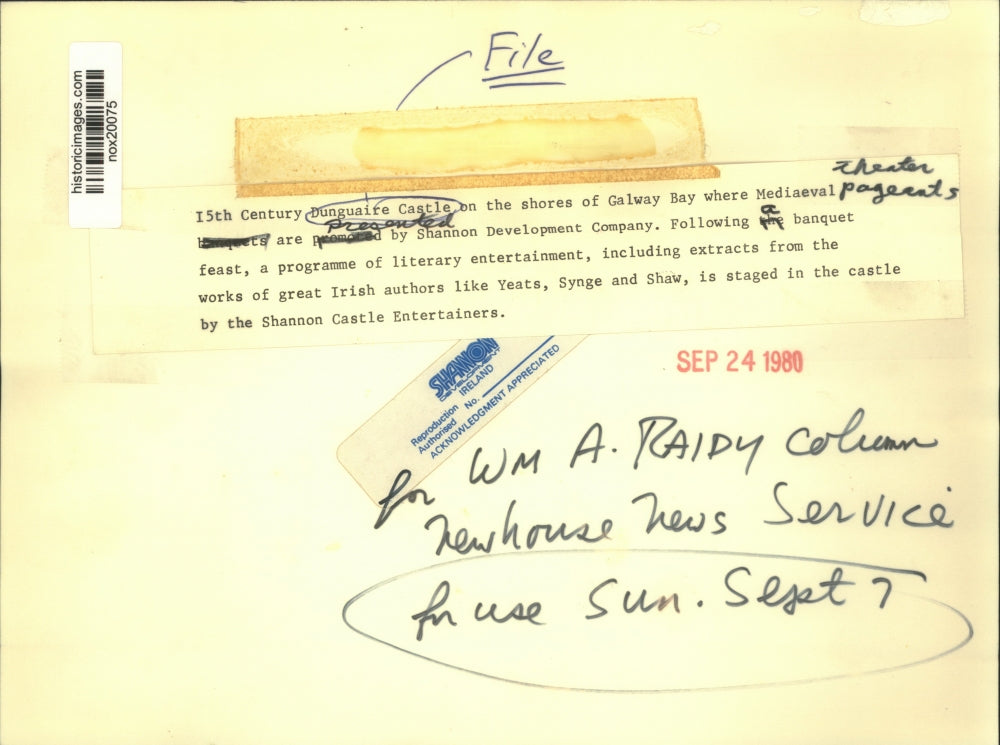 File
historicimages.com
nox20075
theater
15th Century Dunguaire Castle on the shores of Galway Bay where Mediaeval pageants
presented a
banquets are promoted by Shannon Development Company. Following the banquet
feast, a programme of literary entertainment, including extracts from the
works of great Irish authors like Yeats, Synge and Shaw, is staged in the castle
by the Shannon Castle Entertainers.
SHANNON
DEVELOPMENT
IRELAND
Reproduction
Authorised No.
ACKNOWLEDGMENT APPRECIATED
SEP 24 1980
for WM A. RAIDY column
newhouse news Service
for use Sun. Sept 7